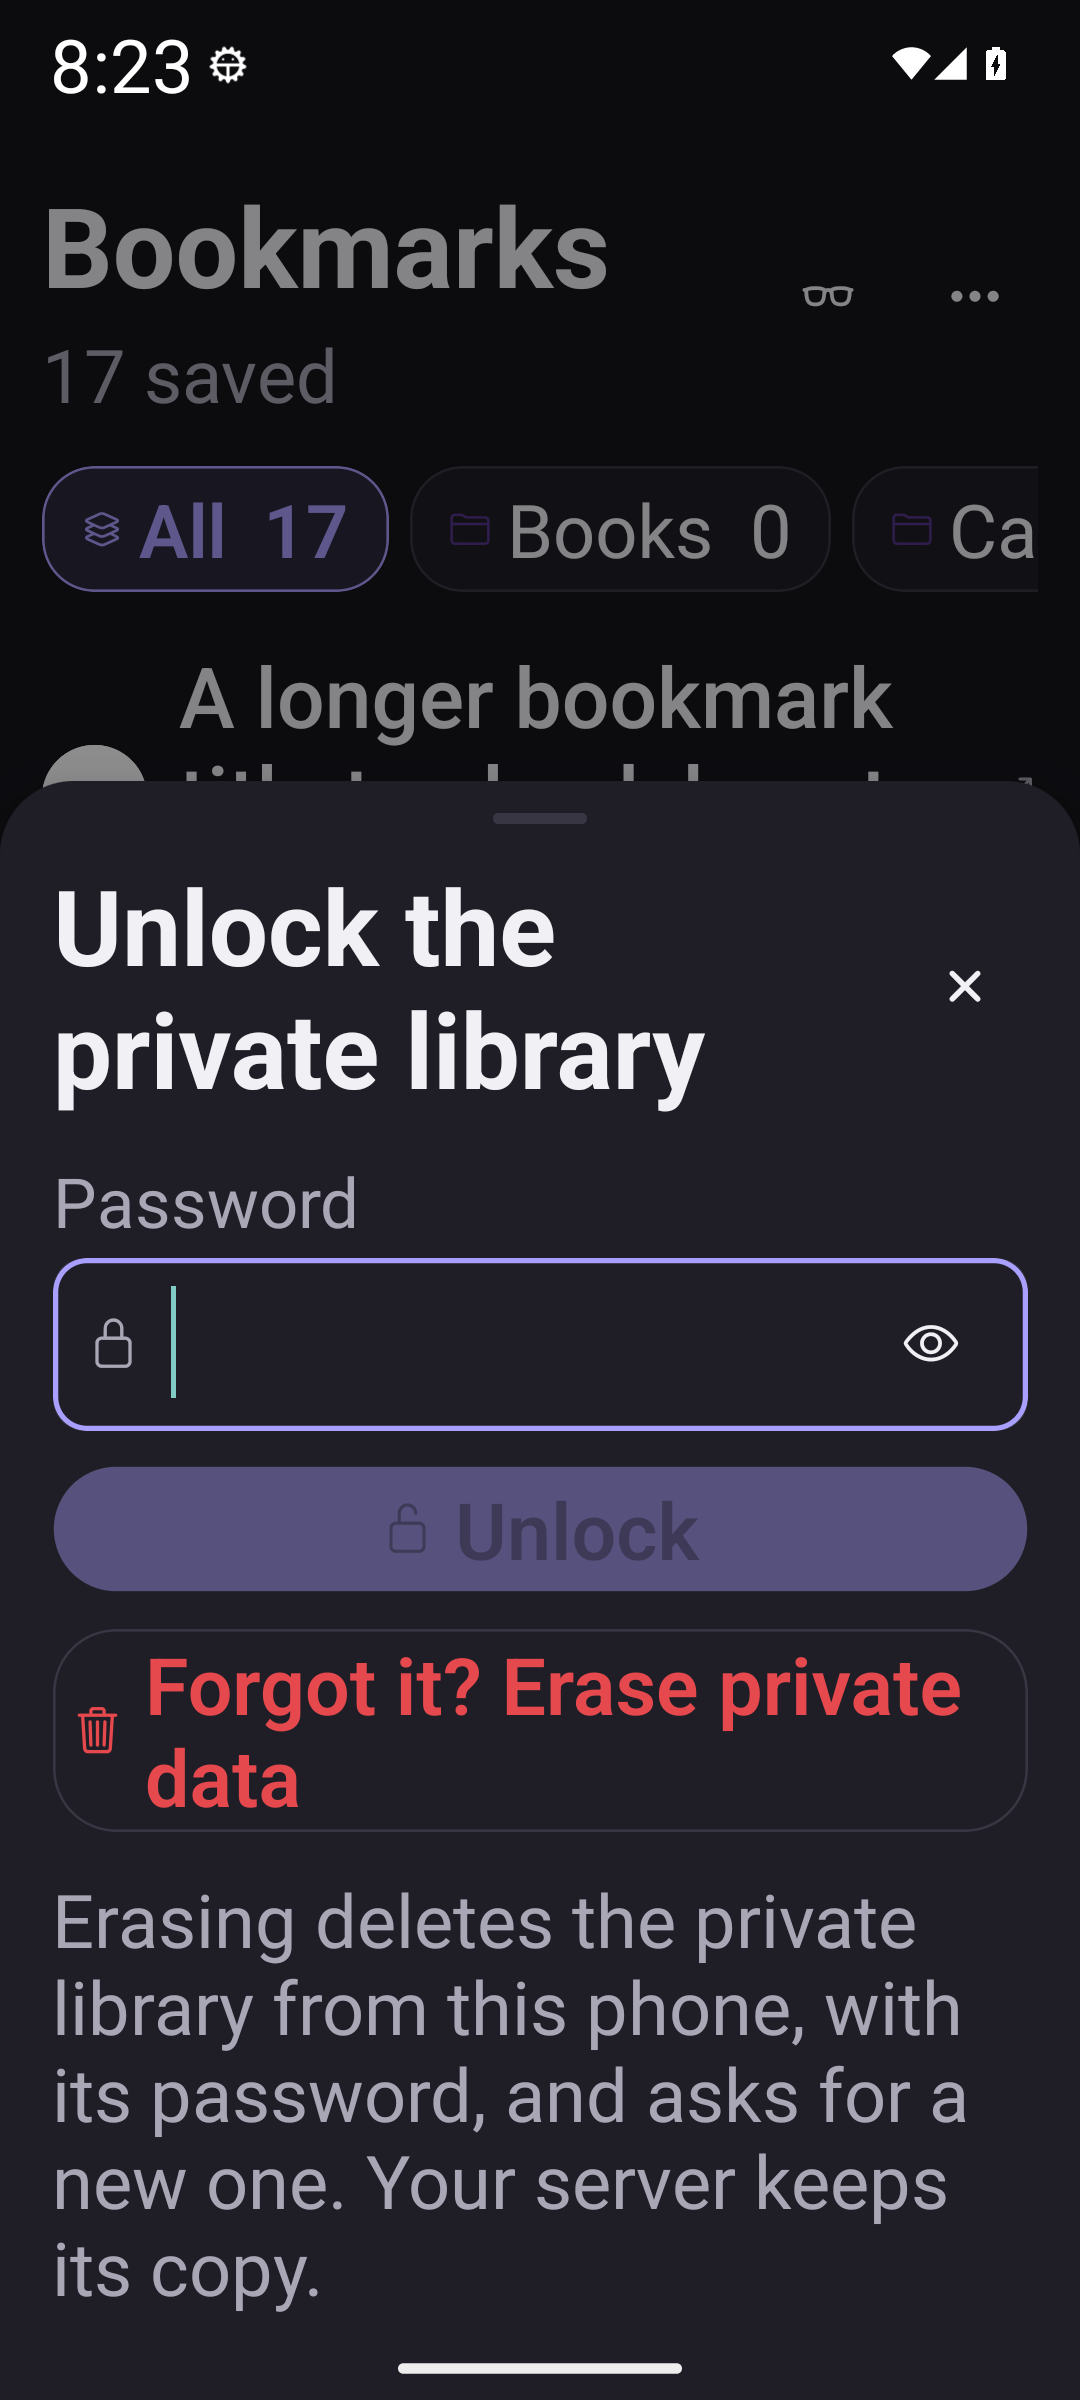 8:23
Bookmarks
17 saved
All 17
Books 0
Ca
A longer bookmark
Unlock the
private library
Password
Unlock
Forgot it? Erase private
data
Erasing deletes the private
library from this phone, with
its password, and asks for a
new one. Your server keeps
its copy.